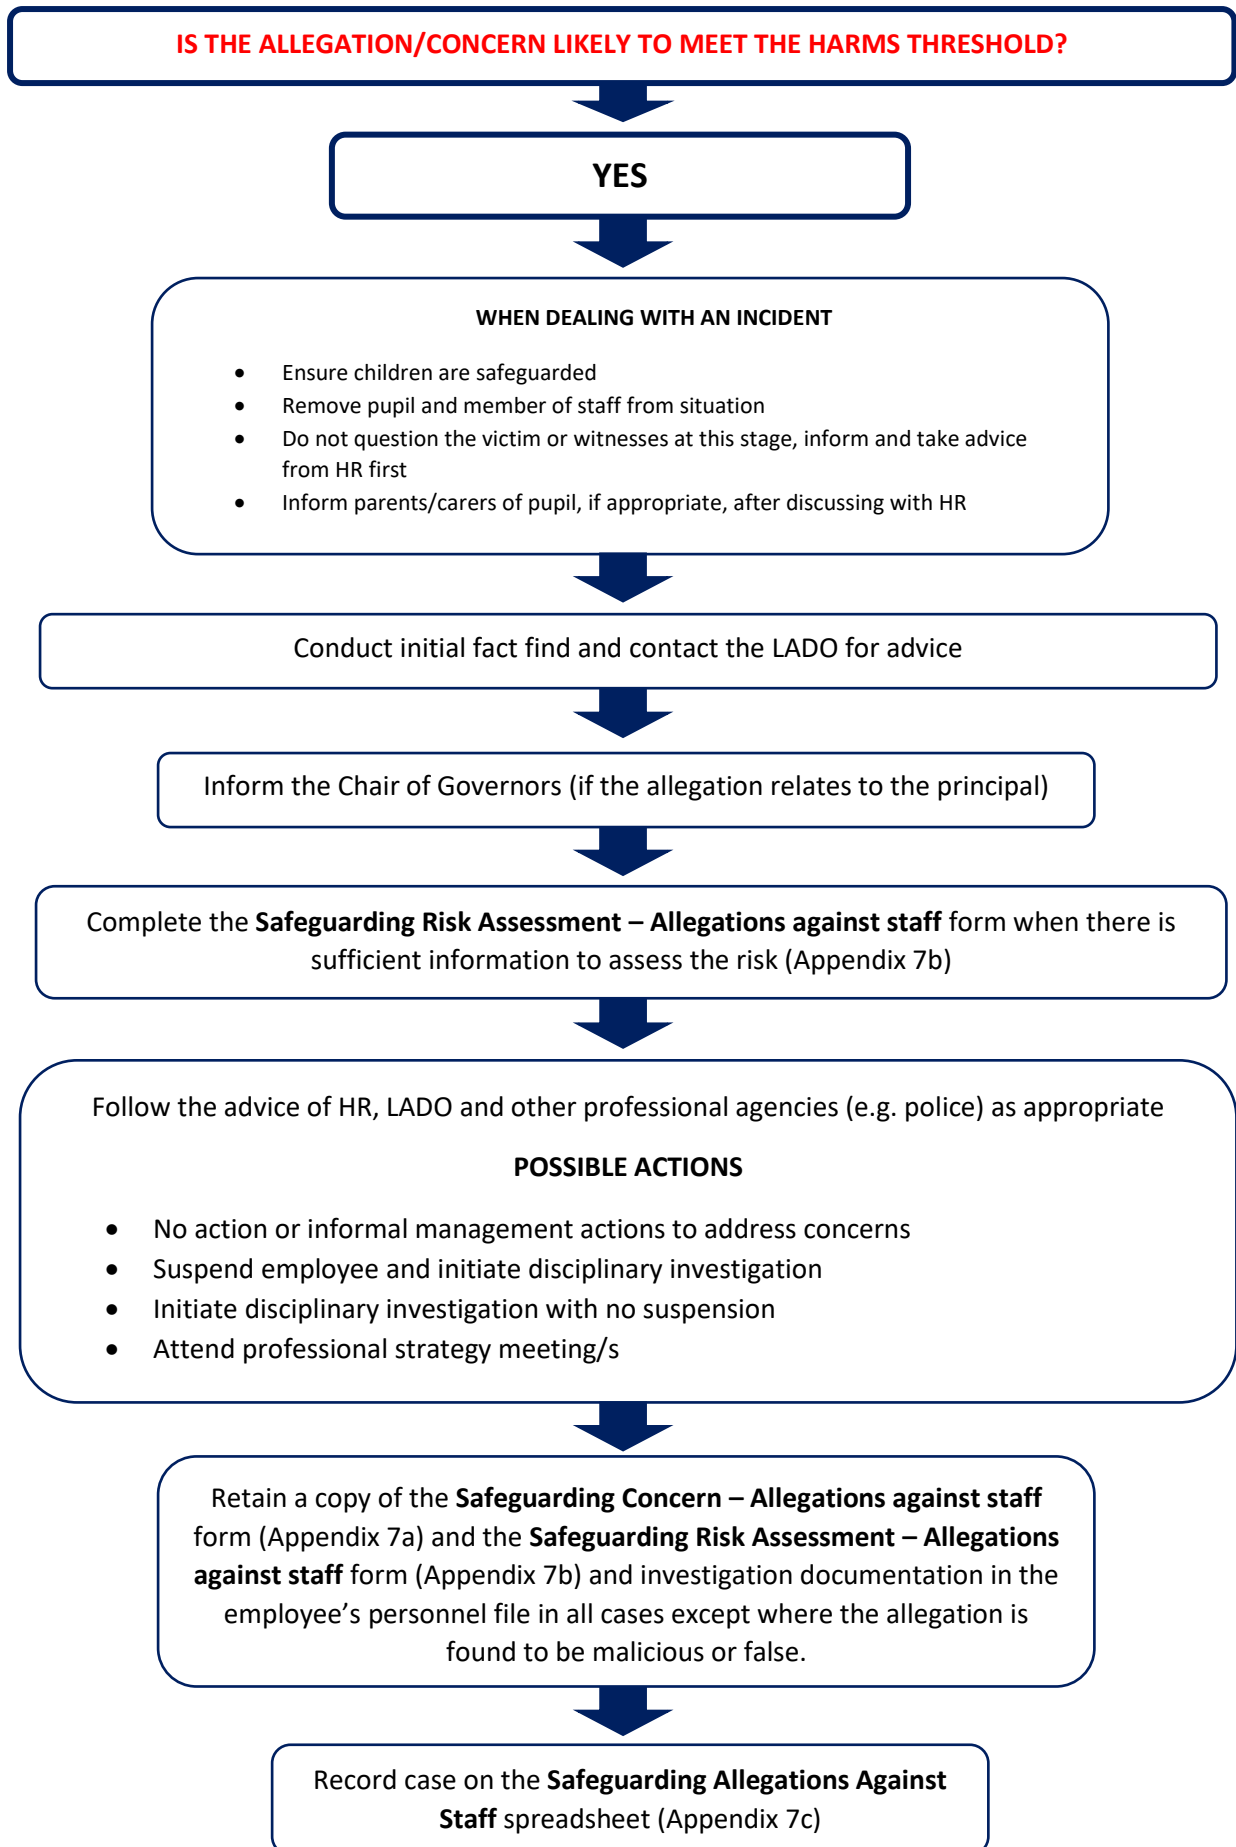 IS THE ALLEGATION/CONCERN LIKELY TO MEET THE HARMS THRESHOLD?
YES
WHEN DEALING WITH AN INCIDENT
• Ensure children are safeguarded
• Remove pupil and member of staff from situation
• Do not question the victim or witnesses at this stage, inform and take advice
from HR first
• Inform parents/carers of pupil, if appropriate, after discussing with HR
Conduct initial fact find and contact the LADO for advice
Inform the Chair of Governors (if the allegation relates to the principal)
Complete the Safeguarding Risk Assessment – Allegations against staff form when there is
sufficient information to assess the risk (Appendix 7b)
Follow the advice of HR, LADO and other professional agencies (e.g. police) as appropriate
POSSIBLE ACTIONS
• No action or informal management actions to address concerns
• Suspend employee and initiate disciplinary investigation
• Initiate disciplinary investigation with no suspension
• Attend professional strategy meeting/s
Retain a copy of the Safeguarding Concern – Allegations against staff
form (Appendix 7a) and the Safeguarding Risk Assessment – Allegations
against staff form (Appendix 7b) and investigation documentation in the
employee’s personnel file in all cases except where the allegation is
found to be malicious or false.
Record case on the Safeguarding Allegations Against
Staff spreadsheet (Appendix 7c)